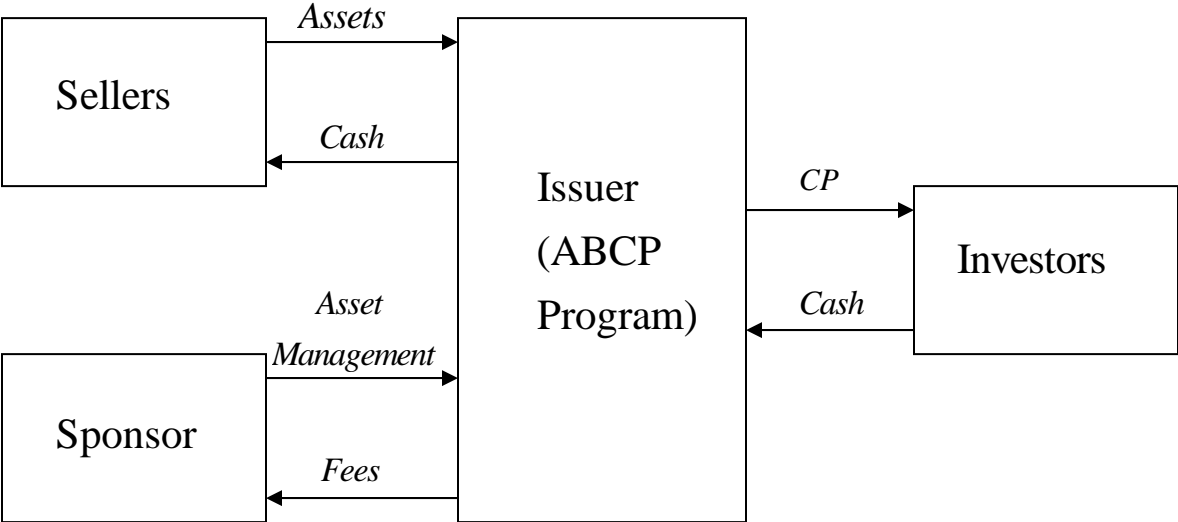 Assets
Sellers
Cash
Issuer
(ABCP
Program)
CP
Investors
Cash
Asset
Management
Sponsor
Fees